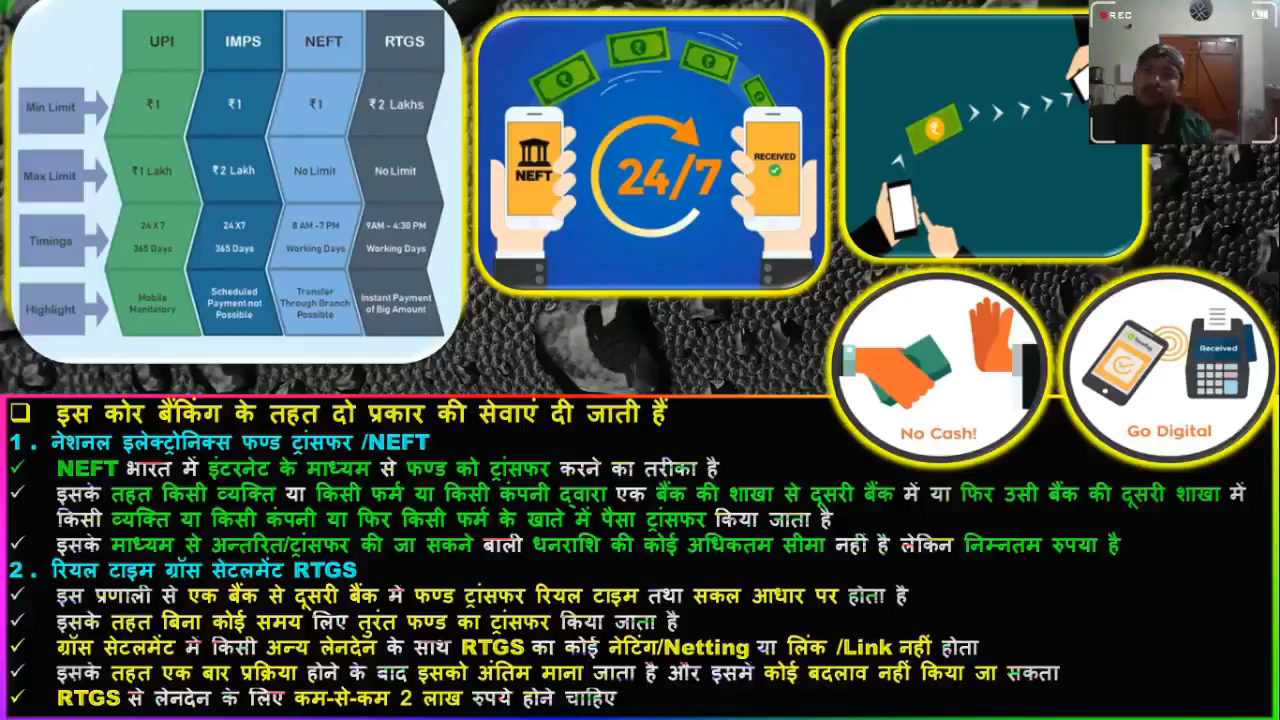 UPI IMPS NEFT RTGS
Min Limit ₹1 ₹1 ₹1 ₹2 Lakhs
Max Limit ₹1 Lakh ₹2 Lakh No Limit No Limit
Timings 24 X 7 365 Days 24 X7 365 Days 8 AM -7 PM Working Days 9AM - 4:30 PM Working Days
Highlight Mobile Mandatory Scheduled Payment not Possible Transfer Through Branch Possible Instant Payment of Big Amount
NEFT
24/7
RECEIVED
REC
No Cash!
Received
Go Digital
इस कोर बैंकिंग के तहत दो प्रकार की सेवाएं दी जाती हैं
1. नेशनल इलेक्ट्रोनिक्स फण्ड ट्रांसफर /NEFT
NEFT भारत में इंटरनेट के माध्यम से फण्ड को ट्रांसफर करने का तरीका है
इसके तहत किसी व्यक्ति या किसी फर्म या किसी कंपनी द्वारा एक बैंक की शाखा से दूसरी बैंक में या फिर उसी बैंक की दूसरी शाखा में
किसी व्यक्ति या किसी कंपनी या फिर किसी फर्म के खाते में पैसा ट्रांसफर किया जाता है
इसके माध्यम से अन्तरित/ट्रांसफर की जा सकने बाली धनराशि की कोई अधिकतम सीमा नहीं है लेकिन निम्नतम रुपया है
2. रियल टाइम ग्रॉस सेटलमेंट RTGS
इस प्रणाली से एक बैंक से दूसरी बैंक में फण्ड ट्रांसफर रियल टाइम तथा सकल आधार पर होता है
इसके तहत बिना कोई समय लिए तुरंत फण्ड का ट्रांसफर किया जाता है
ग्रॉस सेटलमेंट में किसी अन्य लेनदेन के साथ RTGS का कोई नेटिंग/Netting या लिंक /Link नहीं होता
इसके तहत एक बार प्रक्रिया होने के वाद इसको अंतिम माना जाता है और इसमे कोई बदलाव नहीं किया जा सकता
RTGS से लेनदेन के लिए कम-से-कम 2 लाख रुपये होने चाहिए